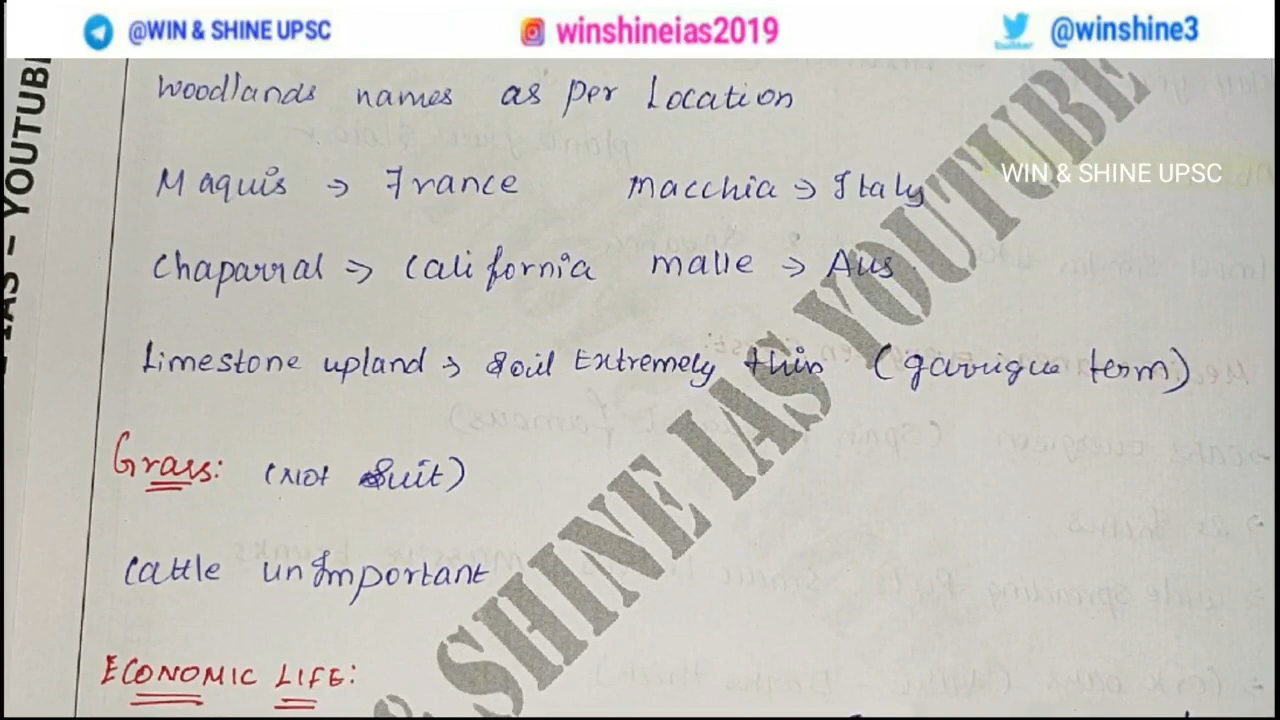 @WIN & SHINE UPSC winshineias2019 @winshine3
Woodlands names as per Location
Maquis → France Macchia → Italy
WIN & SHINE UPSC
Chaparral → California malle → Aus.
Limestone upland → Soil Extremely thin (garrigue term)
Grass: (Not Suit)
Cattle unImportant
ECONOMIC LIFE:
IAS - YOUTUBE
& SHINE IAS YOUTUBE